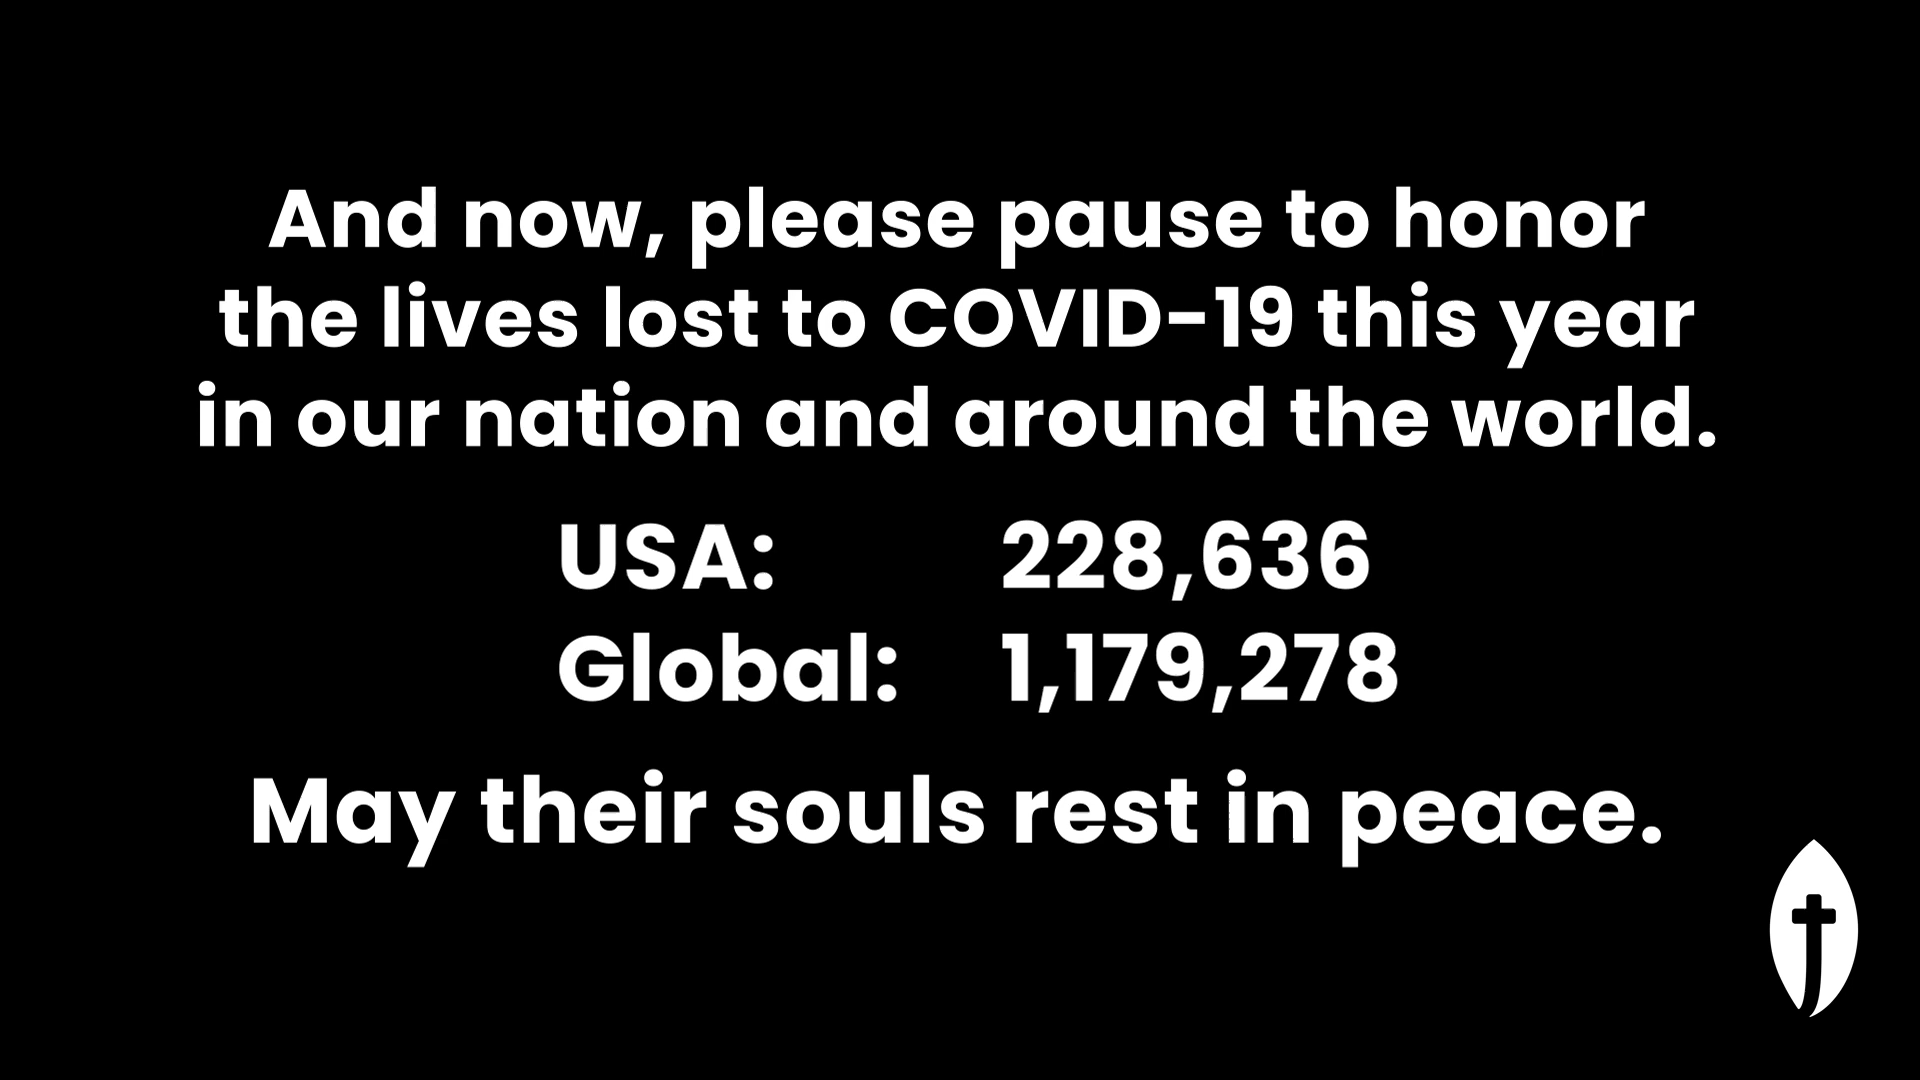 And now, please pause to honor
the lives lost to COVID-19 this year
in our nation and around the world.
USA: 228,636
Global: 1,179,278
May their souls rest in peace.